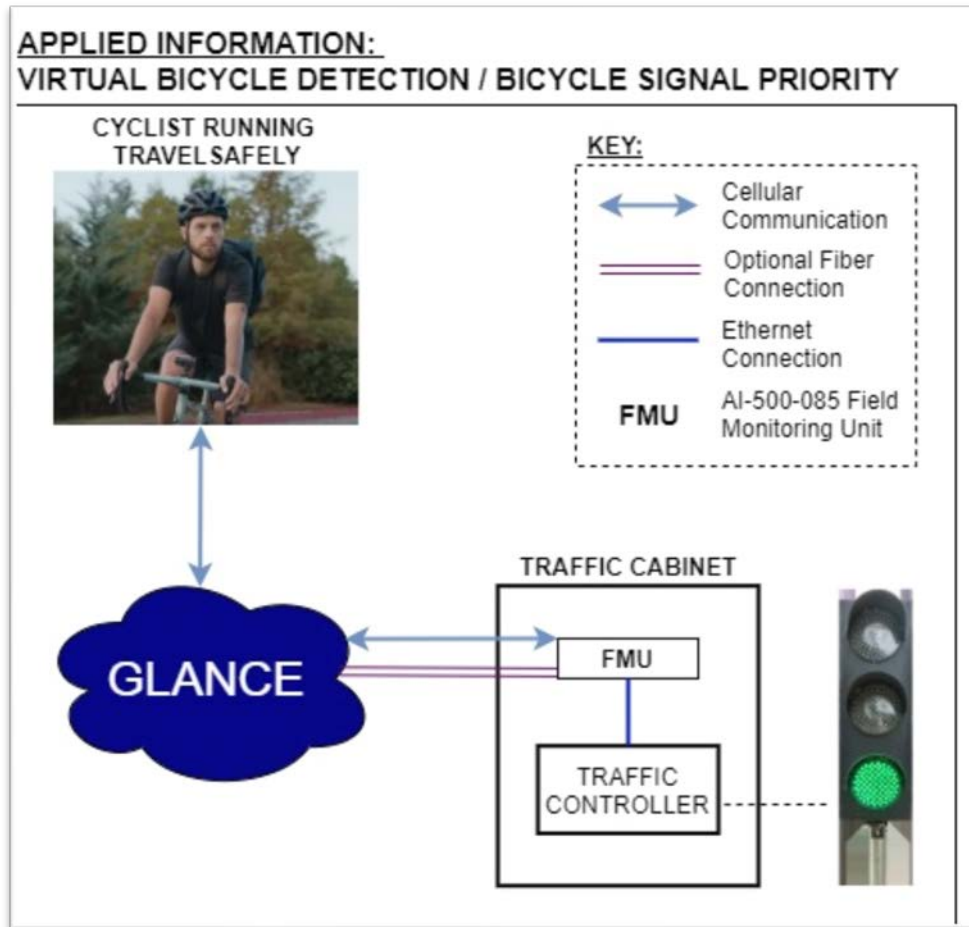 APPLIED INFORMATION:
VIRTUAL BICYCLE DETECTION / BICYCLE SIGNAL PRIORITY
CYCLIST RUNNING
TRAVELSAFELY
KEY:
Cellular
Communication
Optional Fiber
Connection
Ethernet
Connection
FMU
AI-500-085 Field
Monitoring Unit
TRAFFIC CABINET
GLANCE
FMU
TRAFFIC
CONTROLLER